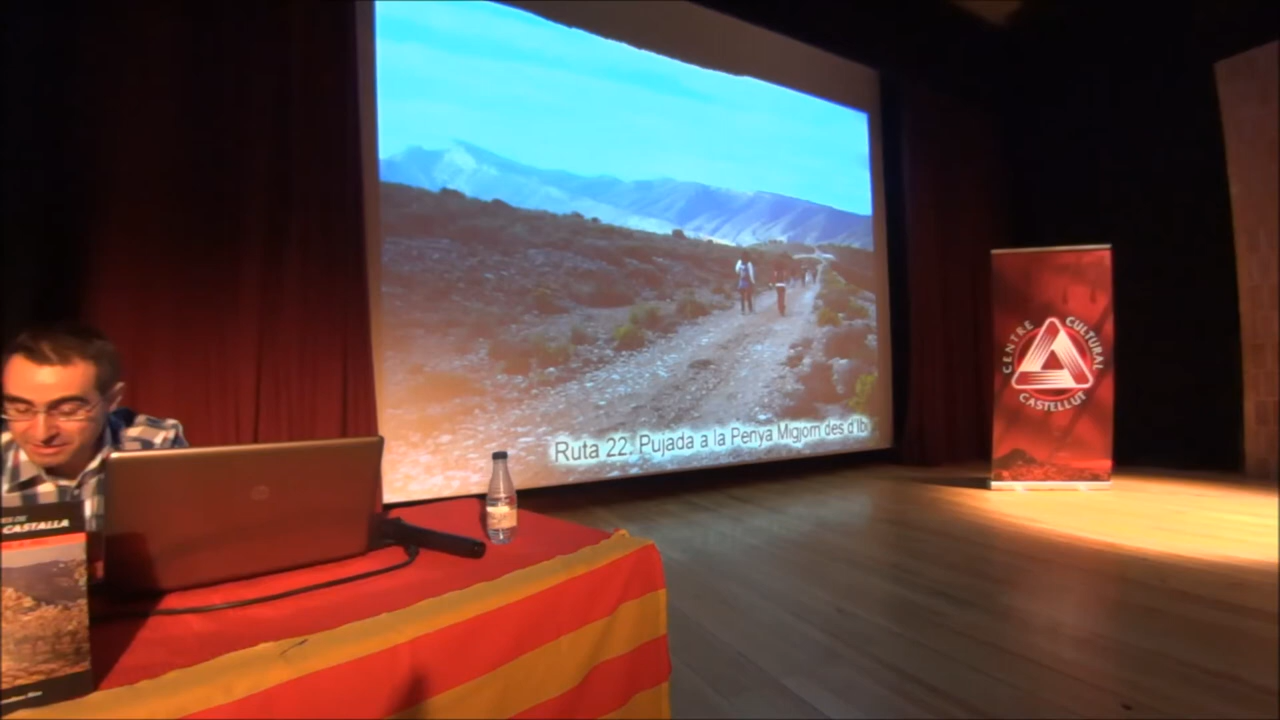 Ruta 22. Pujada a la Penya Migjorn des d'Ibi
CENTRE CULTURAL
CASTELLUT
CASTALLA